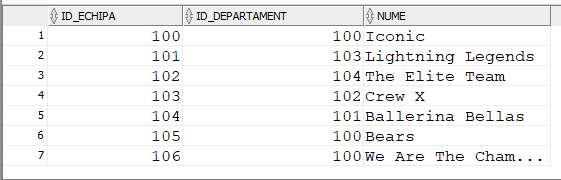 ID_ECHIPA ID_DEPARTAMENT NUME
1 100 100 Iconic
2 101 103 Lightning Legends
3 102 104 The Elite Team
4 103 102 Crew X
5 104 101 Ballerina Bellas
6 105 100 Bears
7 106 100 We Are The Cham...